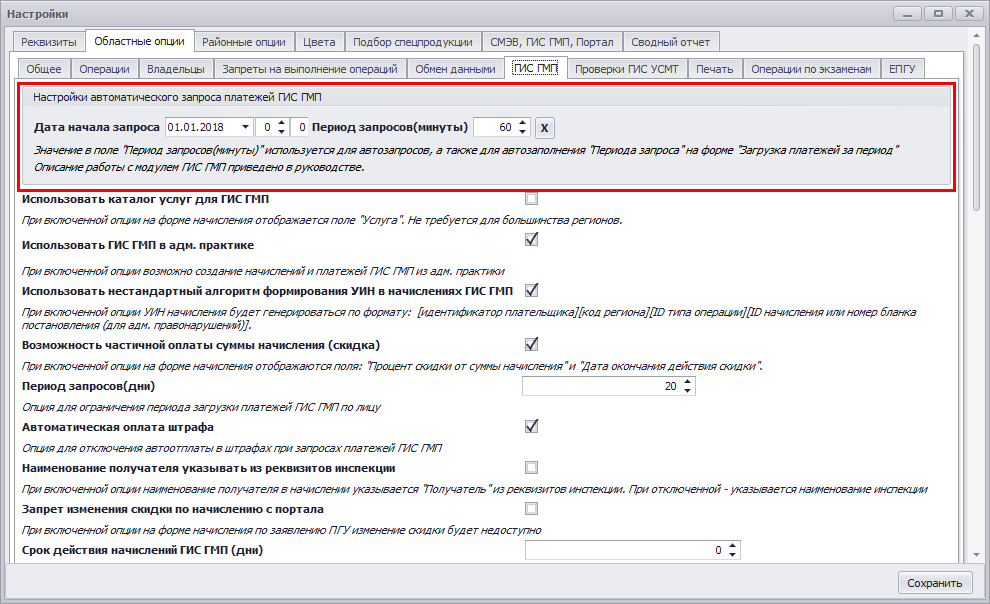 Настройки
Реквизиты Областные опции Районные опции Цвета Подбор спецпродукции СМЭВ, ГИС ГМП, Портал Сводный отчет
Общее Операции Владельцы Запреты на выполнение операций Обмен данными ГИС ГМП Проверки ГИС УСМТ Печать Операции по экзаменам ЕПГУ
Настройки автоматического запроса платежей ГИС ГМП
Дата начала запроса 01.01.2018 0 0 Период запросов(минуты) 60 X
Значение в поле "Период запросов(минуты)" используется для автозапросов, а также для автозаполнения "Периода запроса" на форме "Загрузка платежей за период"
Описание работы с модулем ГИС ГМП приведено в руководстве.
Использовать каталог услуг для ГИС ГМП
При включенной опции на форме начисления отображается поле "Услуга". Не требуется для большинства регионов.
Использовать ГИС ГМП в адм. практике
При включенной опции возможно создание начислений и платежей ГИС ГМП из адм. практики
Использовать нестандартный алгоритм формирования УИН в начислениях ГИС ГМП
При включенной опции УИН начисления будет генерироваться по формату: [идентификатор плательщика][код региона][ID типа операции][ID начисления или номер бланка
постановления (для адм. правонарушений)].
Возможность частичной оплаты суммы начисления (скидка)
При включенной опции на форме начисления отображаются поля: "Процент скидки от суммы начисления" и "Дата окончания действия скидки".
Период запросов(дни) 20
Опция для ограничения периода загрузки платежей ГИС ГМП по лицу
Автоматическая оплата штрафа
Опция для отключения автоотплаты в штрафах при запросах платежей ГИС ГМП
Наименование получателя указывать из реквизитов инспекции
При включенной опции наименование получателя в начислении указывается "Получатель" из реквизитов инспекции. При отключенной - указывается наименование инспекции
Запрет изменения скидки по начислению с портала
При включенной опции на форме начисления по заявлению ПГУ изменение скидки будет недоступно
Срок действия начислений ГИС ГМП (дни) 0
Сохранить